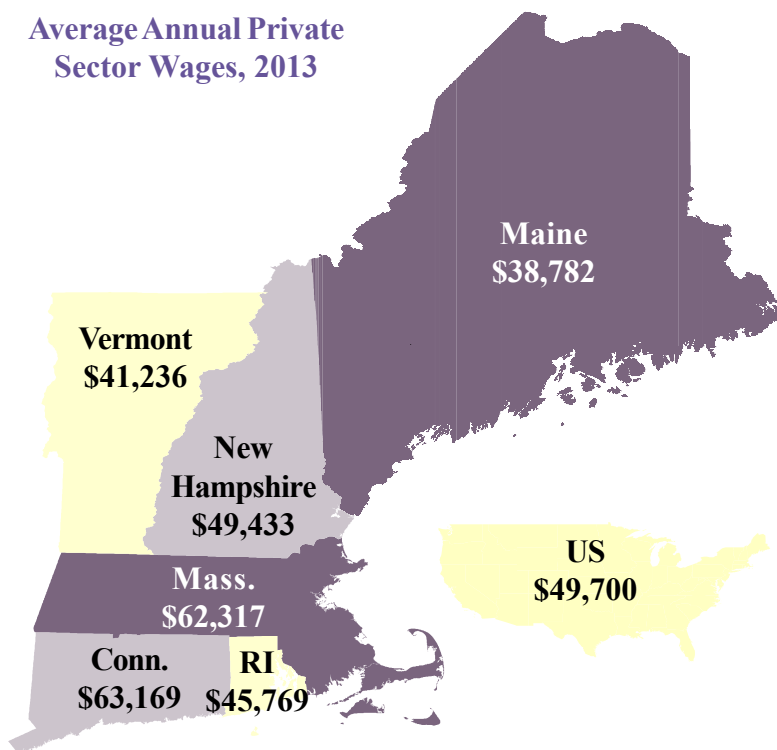 Average Annual Private
Sector Wages, 2013
Maine
$38,782
Vermont
$41,236
New
Hampshire
$49,433
US
$49,700
Mass.
$62,317
Conn.
$63,169
RI
$45,769